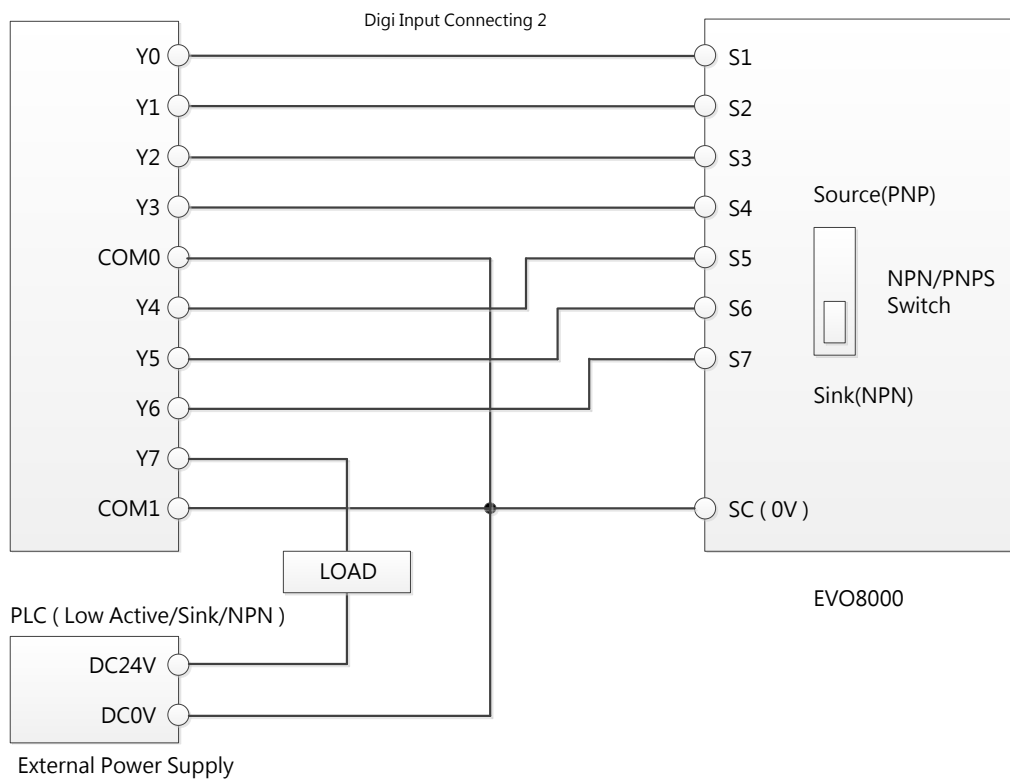 Digi Input Connecting 2
Y0
S1
Y1
S2
Y2
S3
Y3
S4
COM0
S5
Y4
S6
Y5
S7
Y6
Y7
COM1
SC ( 0V )
Source(PNP)
NPN/PNPS
Switch
Sink(NPN)
LOAD
EVO8000
PLC ( Low Active/Sink/NPN )
DC24V
DC0V
External Power Supply